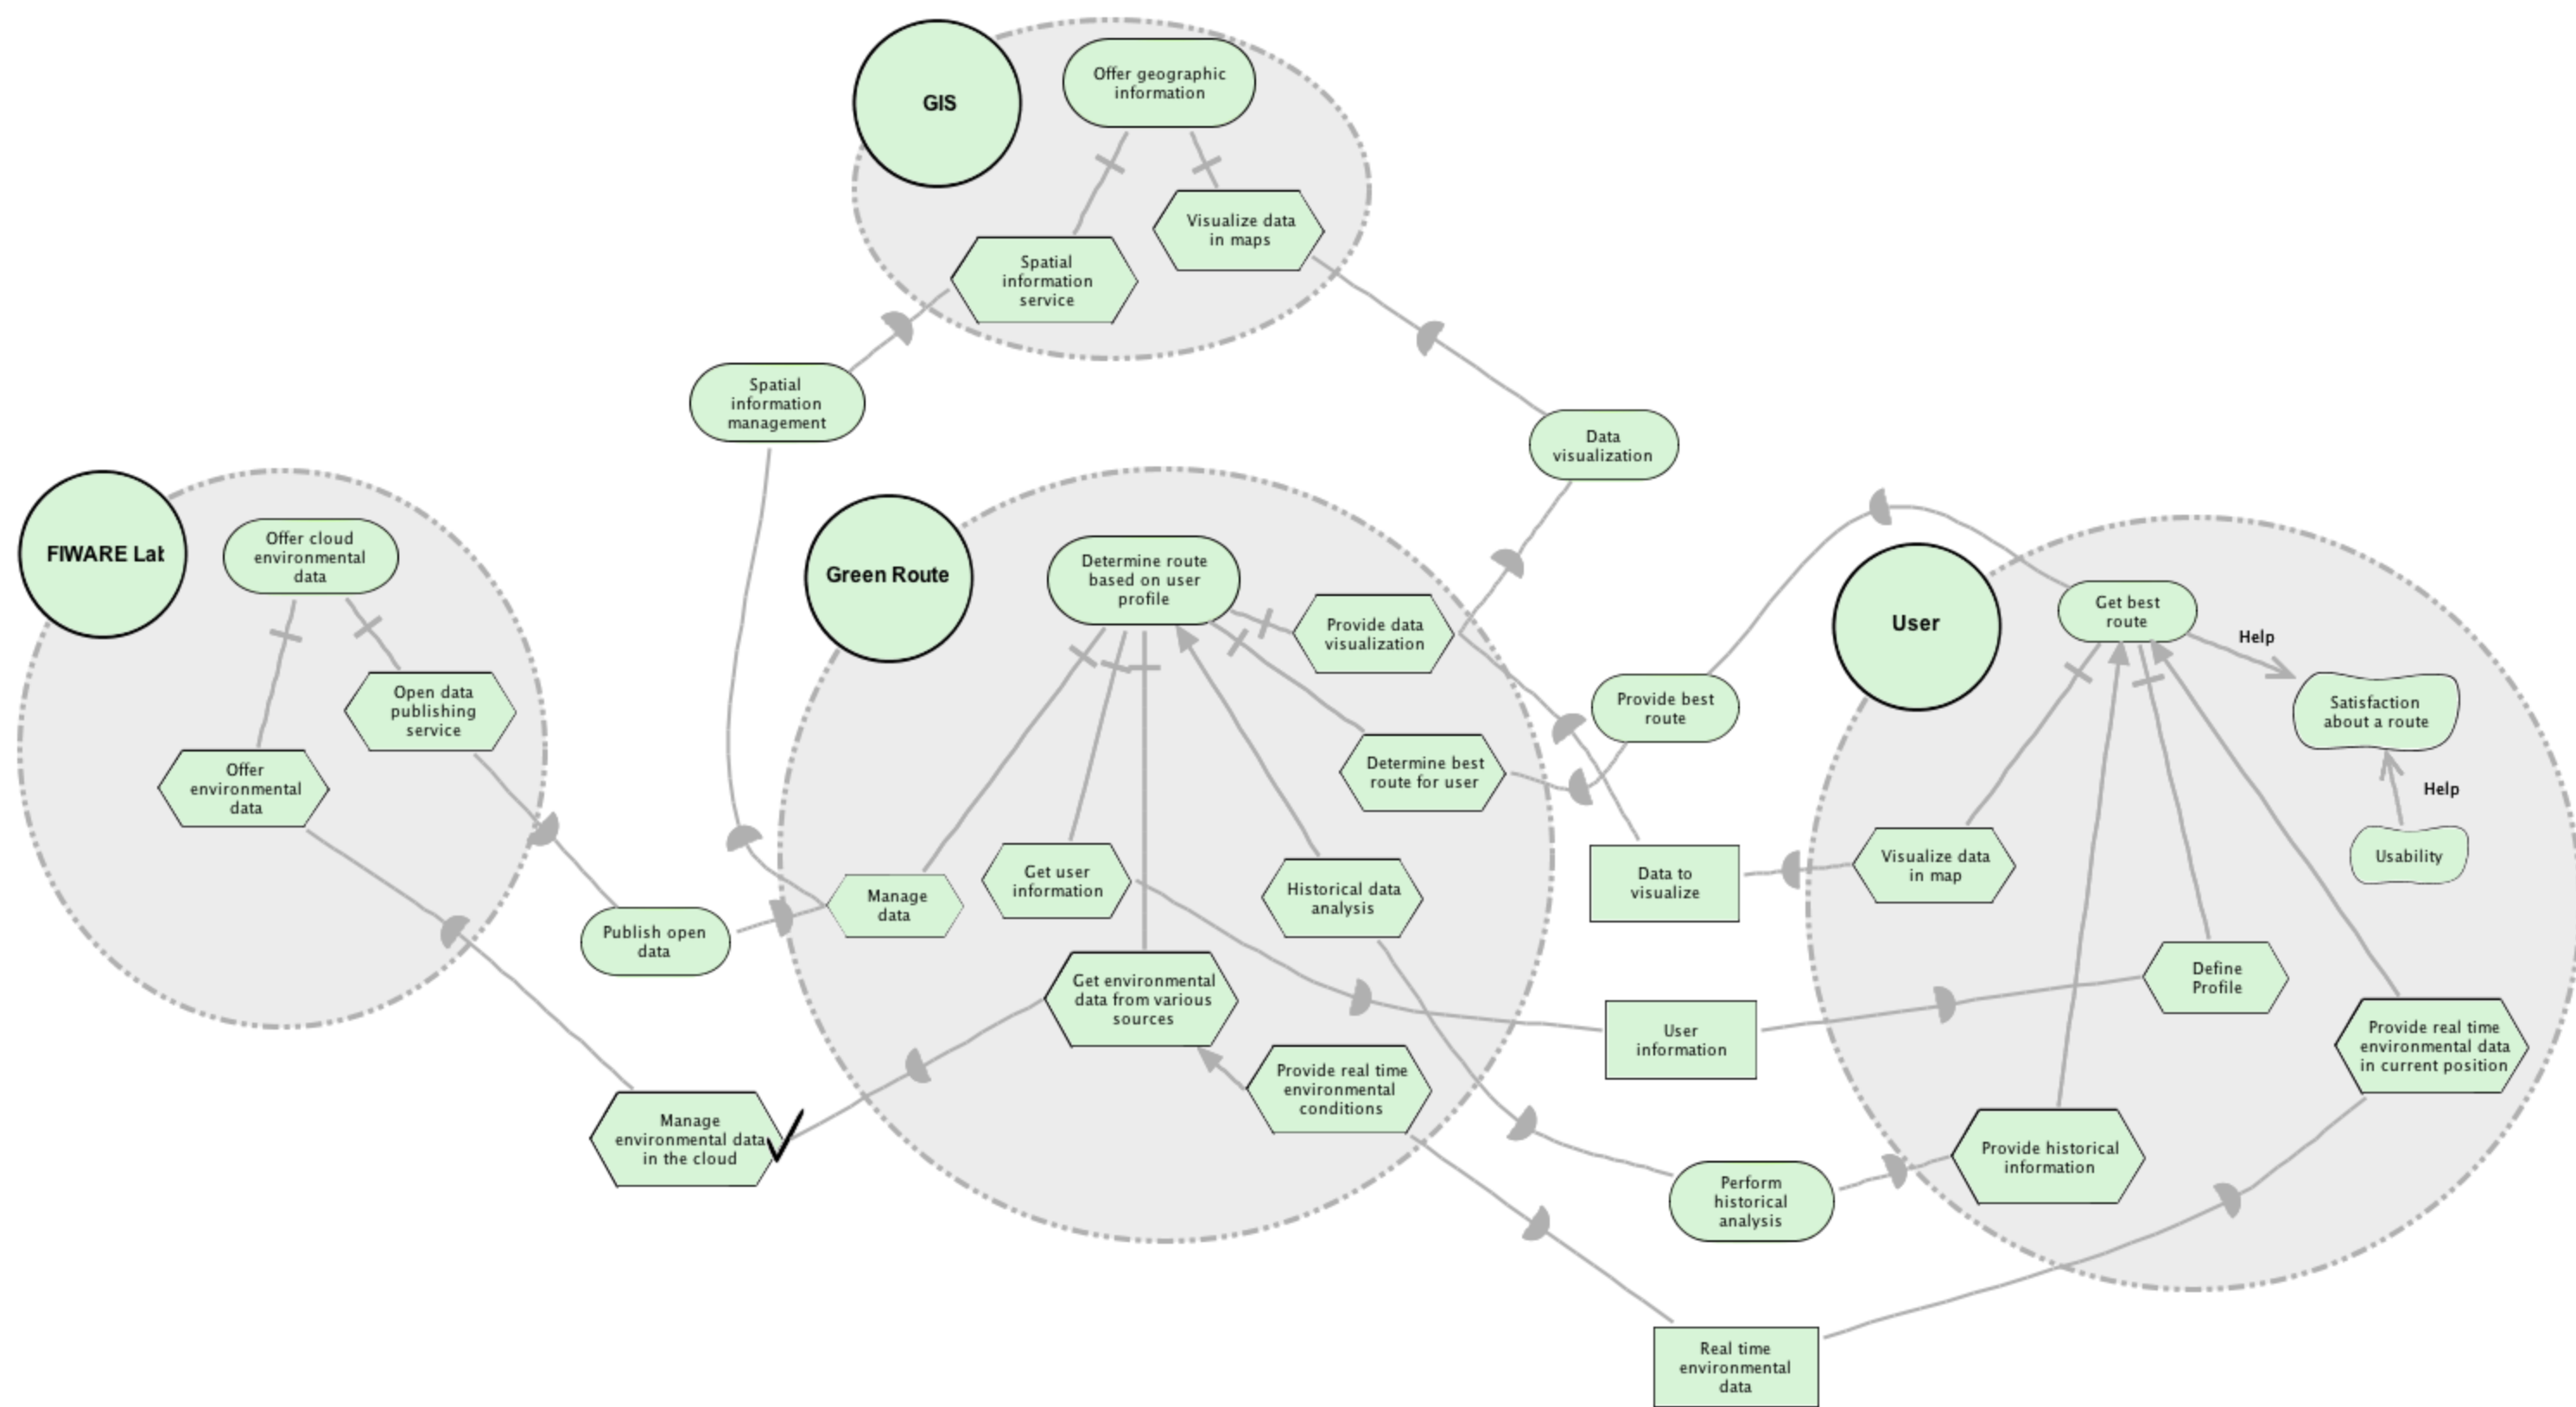 GIS
Offer geographic
information
Visualize data
in maps
Spatial
information
service
Spatial
information
management
Data
visualization
FIWARE Lab
Offer cloud
environmental
data
Open data
publishing
service
Offer
environmental
data
Publish open
data
Manage
environmental data
in the cloud
Green Route
Determine route
based on user
profile
Provide data
visualization
Determine best
route for user
Manage
data
Get user
information
Historical data
analysis
Get environmental
data from various
sources
Provide real time
environmental
conditions
Provide best
route
Data to
visualize
User
information
Perform
historical
analysis
Real time
environmental
data
User
Get best
route
Help
Satisfaction
about a route
Help
Usability
Visualize data
in map
Define
Profile
Provide real time
environmental data
in current position
Provide historical
information